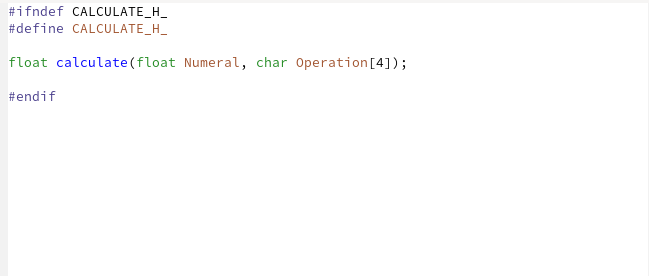 #ifndef CALCULATE_H_
#define CALCULATE_H_
float calculate(float Numeral, char Operation[4]);
#endif